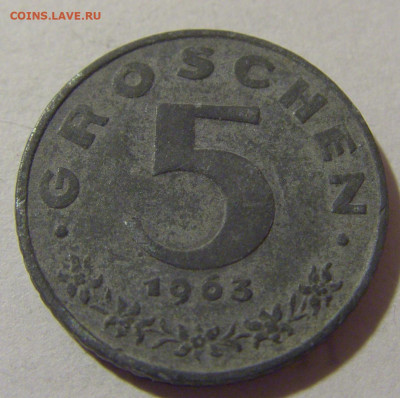 COINS.LAVE.RU
· GROSCHEN ·
5
1963